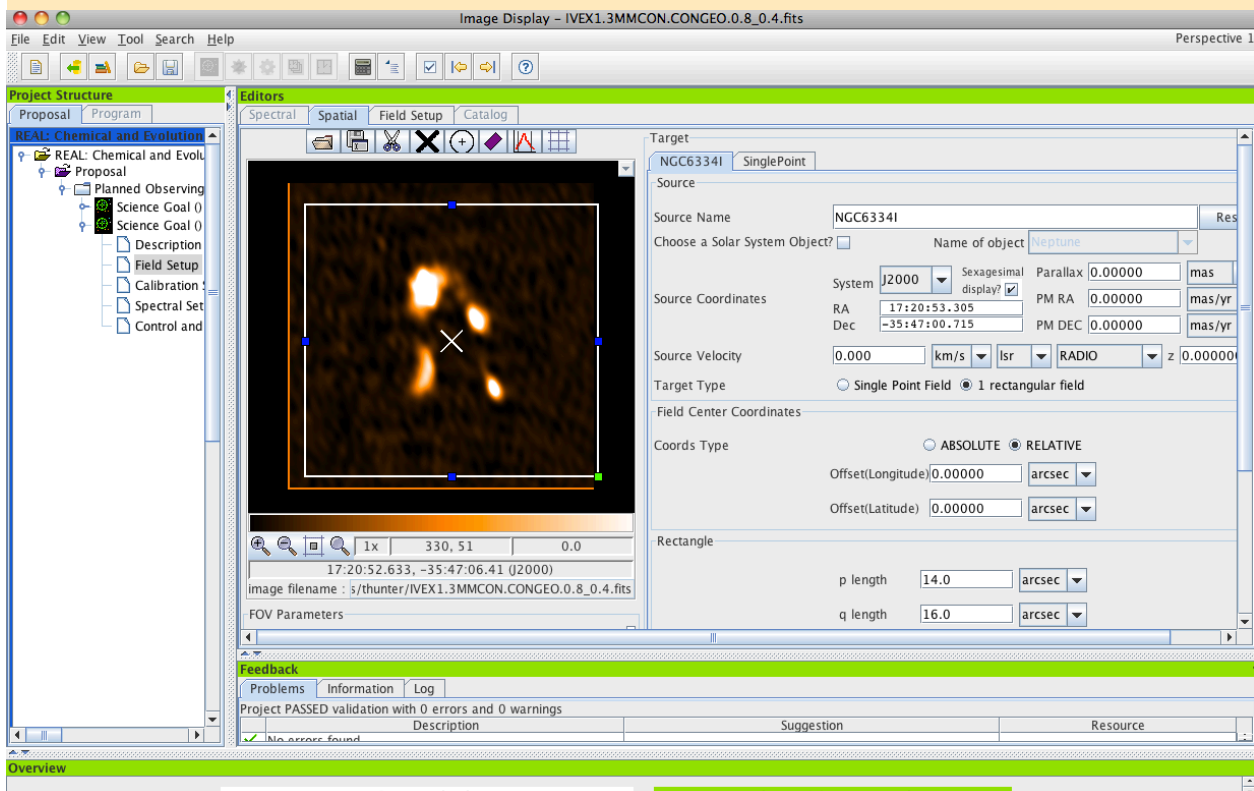 Image Display – IVEX1.3MMCON.CONGEO.0.8_0.4.fits
File Edit View Tool Search Help
Perspective 1
Project Structure
Proposal Program
REAL: Chemical and Evolution
REAL: Chemical and Evolu
Proposal
Planned Observing
Science Goal ()
Science Goal ()
Description
Field Setup
Calibration
Spectral Set
Control and
Editors
Spectral Spatial Field Setup Catalog
1x 330, 51 0.0
17:20:52.633, -35:47:06.41 (J2000)
image filename : s/thunter/IVEX1.3MMCON.CONGEO.0.8_0.4.fits
FOV Parameters
Target
NGC6334I SinglePoint
Source
Source Name NGC6334I Res
Choose a Solar System Object? Name of object Neptune
Source Coordinates
System J2000 Sexagesimal display? Parallax 0.00000 mas
RA 17:20:53.305 PM RA 0.00000 mas/yr
Dec -35:47:00.715 PM DEC 0.00000 mas/yr
Source Velocity 0.000 km/s lsr RADIO z 0.00000
Target Type Single Point Field 1 rectangular field
Field Center Coordinates
Coords Type ABSOLUTE RELATIVE
Offset(Longitude) 0.00000 arcsec
Offset(Latitude) 0.00000 arcsec
Rectangle
p length 14.0 arcsec
q length 16.0 arcsec
Feedback
Problems Information Log
Project PASSED validation with 0 errors and 0 warnings
Description Suggestion Resource
No errors found
Overview